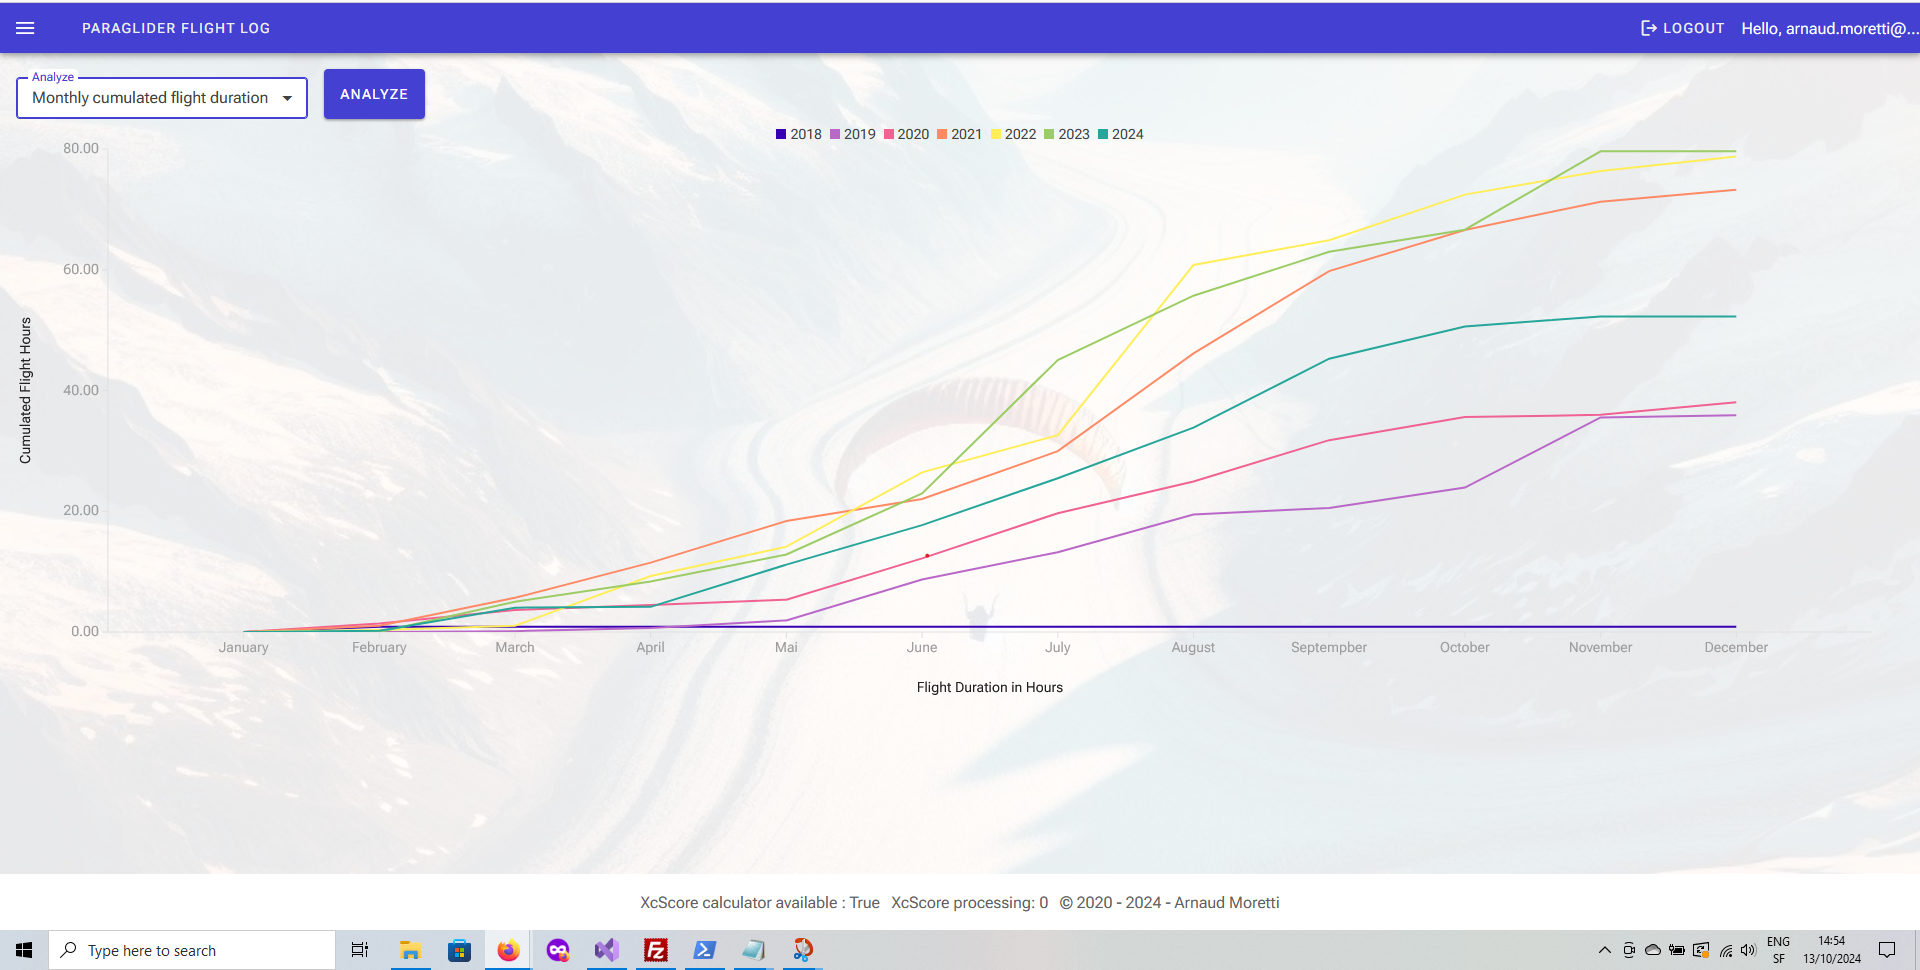 PARAGLIDER FLIGHT LOG
LOGOUT Hello, arnaud.moretti@...
Analyze
Monthly cumulated flight duration
ANALYZE
2018 2019 2020 2021 2022 2023 2024
80.00
60.00
40.00
20.00
0.00
Cumulated Flight Hours
January February March April Mai June July August Septempber October November December
Flight Duration in Hours
XcScore calculator available : True XcScore processing: 0 © 2020 - 2024 - Arnaud Moretti
Type here to search
ENG
SF
14:54
13/10/2024